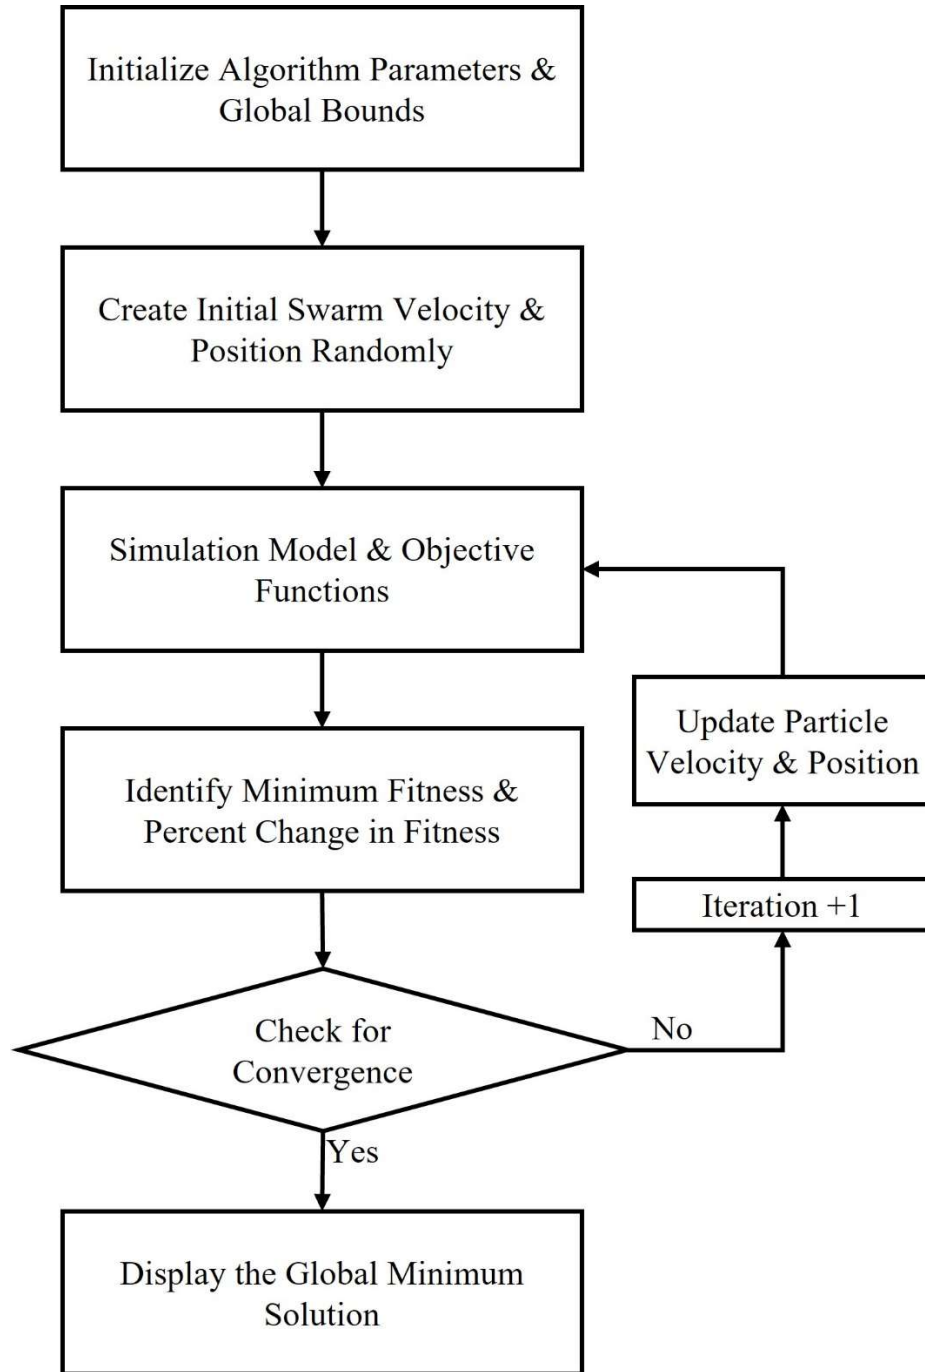 Initialize Algorithm Parameters &
Global Bounds
Create Initial Swarm Velocity &
Position Randomly
Simulation Model & Objective
Functions
Identify Minimum Fitness &
Percent Change in Fitness
Update Particle
Velocity & Position
Iteration +1
Check for
Convergence
No
Yes
Display the Global Minimum
Solution